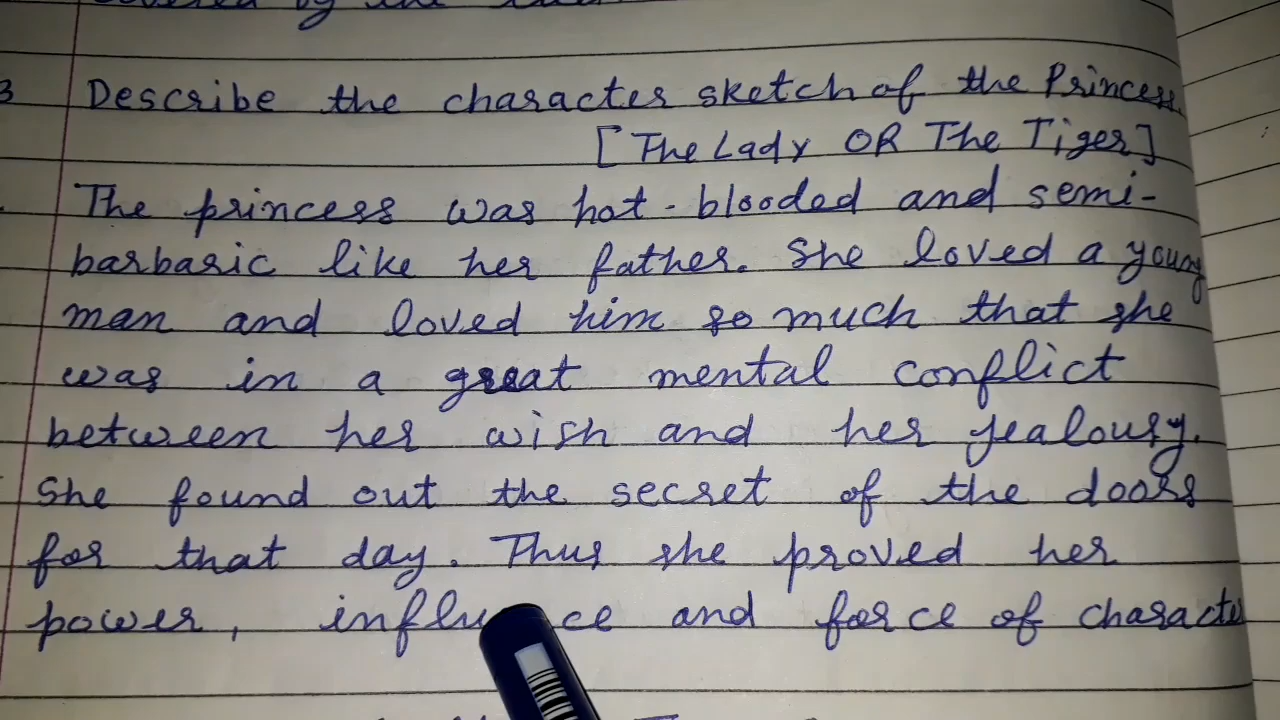 3 Describe the character sketch of the Princess.
[The Lady OR The Tiger]
The princess was hot-blooded and semi-
barbaric like her father. She loved a young
man and loved him so much that she
was in a great mental conflict
between her wish and her jealousy.
She found out the secret of the doors
for that day. Thus she proved her
power, influence and force of character